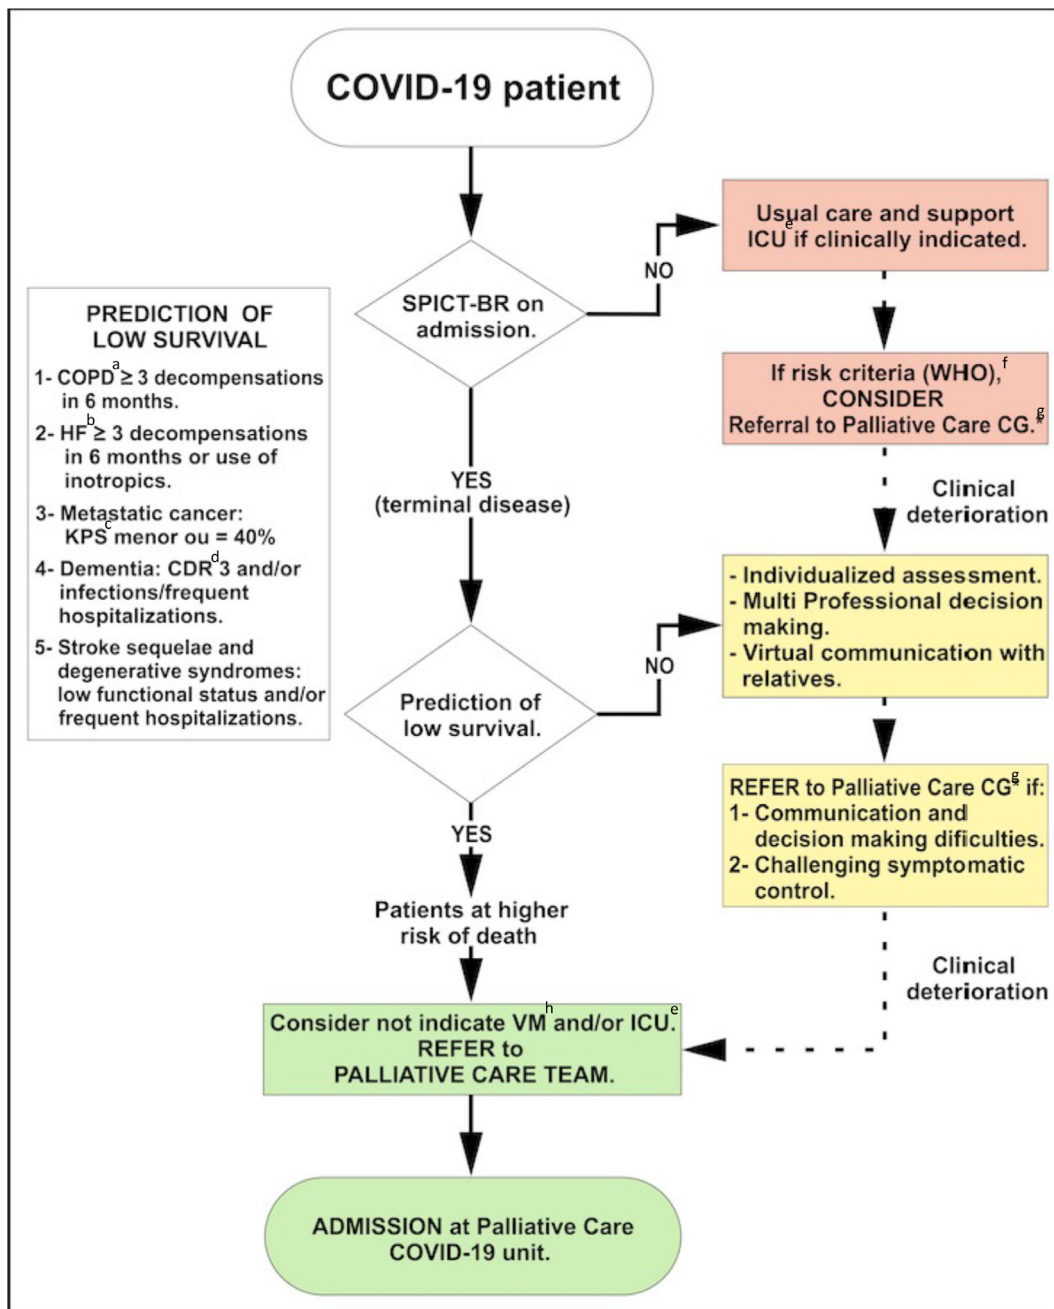 COVID-19 patient
SPICT-BR on
admission.
NO
Usual care and support
ICUe if clinically indicated.
If risk criteria (WHO),f
CONSIDER
Referral to Palliative Care CG.*g
Clinical
deterioration
PREDICTION OF
LOW SURVIVAL
1- COPDa ≥ 3 decompensations
in 6 months.
2- HFb ≥ 3 decompensations
in 6 months or use of
inotropics.
3- Metastatic cancer:
KPSc menor ou = 40%
4- Dementia: CDRd 3 and/or
infections/frequent
hospitalizations.
5- Stroke sequelae and
degenerative syndromes:
low functional status and/or
frequent hospitalizations.
YES
(terminal disease)
Prediction of
low survival.
NO
- Individualized assessment.
- Multi Professional decision
making.
- Virtual communication with
relatives.
REFER to Palliative Care CG*g if:
1- Communication and
decision making dificulties.
2- Challenging symptomatic
control.
Clinical
deterioration
YES
Patients at higher
risk of death
Consider not indicate VMh and/or ICU.e
REFER to
PALLIATIVE CARE TEAM.
ADMISSION at Palliative Care
COVID-19 unit.